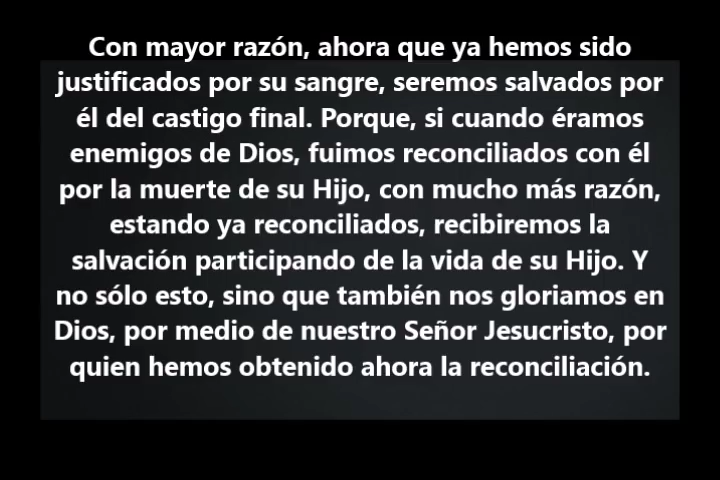 Con mayor razón, ahora que ya hemos sido
justificados por su sangre, seremos salvados por
él del castigo final. Porque, si cuando éramos
enemigos de Dios, fuimos reconciliados con él
por la muerte de su Hijo, con mucho más razón,
estando ya reconciliados, recibiremos la
salvación participando de la vida de su Hijo. Y
no sólo esto, sino que también nos gloriamos en
Dios, por medio de nuestro Señor Jesucristo, por
quien hemos obtenido ahora la reconciliación.